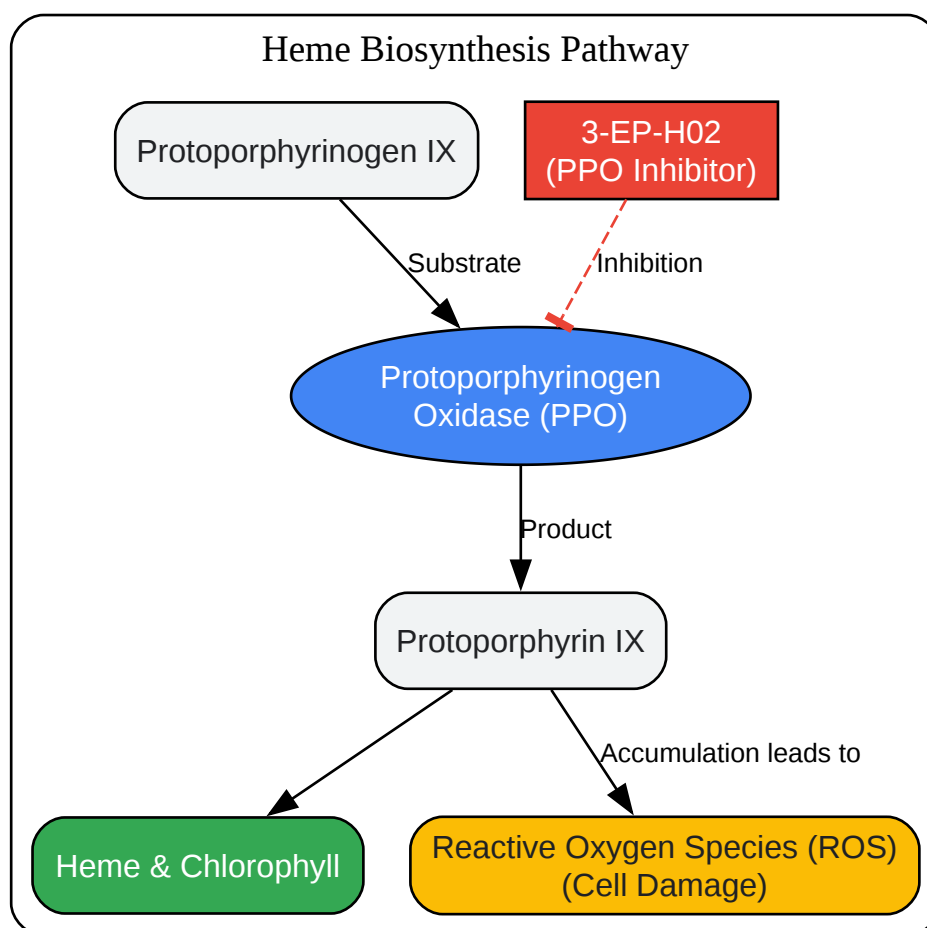 Heme Biosynthesis Pathway
Protoporphyrinogen IX
3-EP-H02
(PPO Inhibitor)
Substrate
Inhibition
Protoporphyrinogen
Oxidase (PPO)
Product
Protoporphyrin IX
Accumulation leads to
Heme & Chlorophyll
Reactive Oxygen Species (ROS)
(Cell Damage)